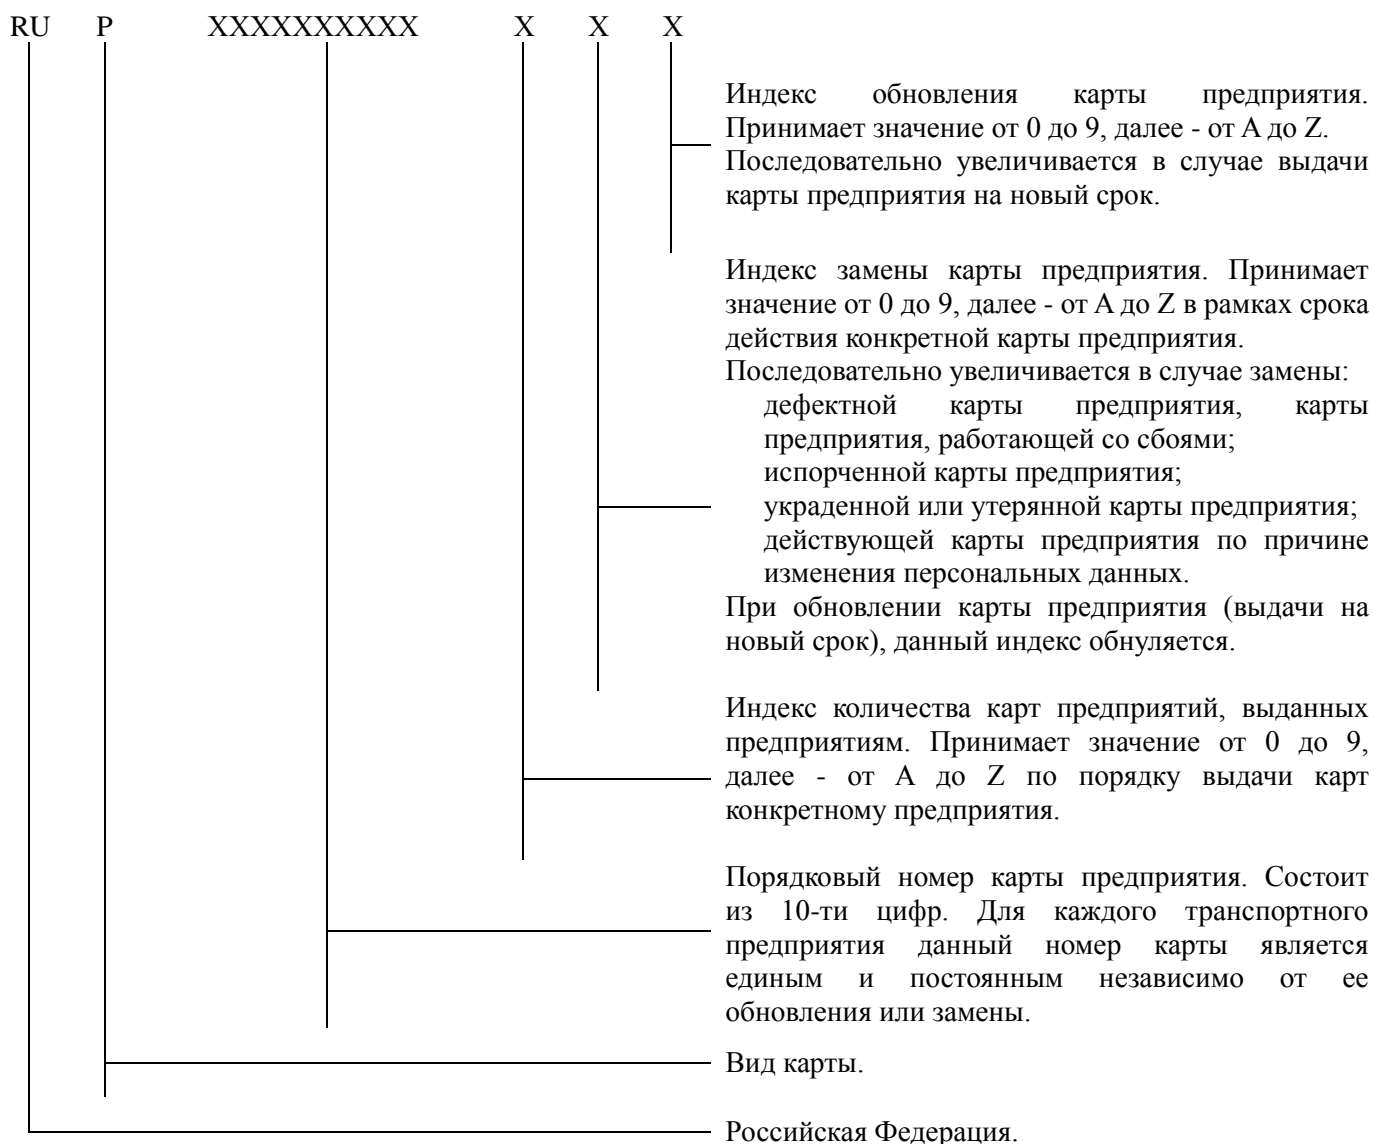 RU P XXXXXXXXXX X X X
Индекс обновления карты предприятия.
Принимает значение от 0 до 9, далее - от A до Z.
Последовательно увеличивается в случае выдачи
карты предприятия на новый срок.
Индекс замены карты предприятия. Принимает
значение от 0 до 9, далее - от A до Z в рамках срока
действия конкретной карты предприятия.
Последовательно увеличивается в случае замены:
дефектной карты предприятия, карты
предприятия, работающей со сбоями;
испорченной карты предприятия;
украденной или утерянной карты предприятия;
действующей карты предприятия по причине
изменения персональных данных.
При обновлении карты предприятия (выдачи на
новый срок), данный индекс обнуляется.
Индекс количества карт предприятий, выданных
предприятиям. Принимает значение от 0 до 9,
далее - от A до Z по порядку выдачи карт
конкретному предприятия.
Порядковый номер карты предприятия. Состоит
из 10-ти цифр. Для каждого транспортного
предприятия данный номер карты является
единым и постоянным независимо от ее
обновления или замены.
Вид карты.
Российская Федерация.